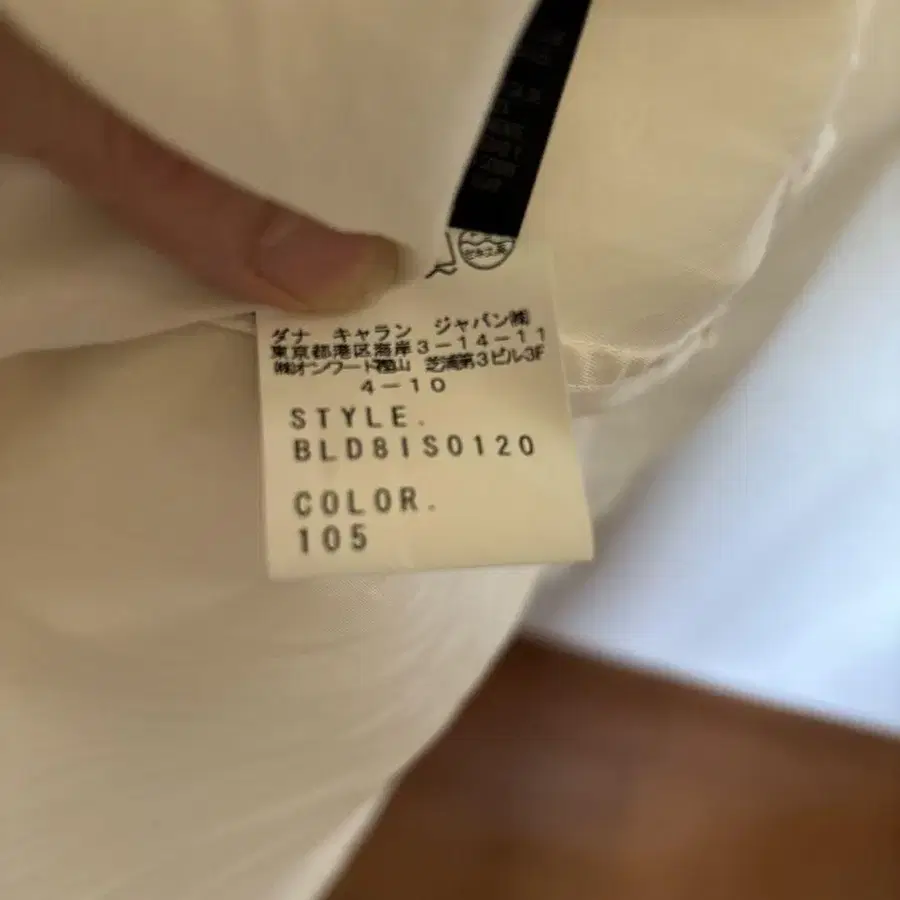 ダナ キャラン ジャパン㈱
東京都港区海岸3-14-11
㈱オンワード樫山 芝浦第3ビル3F
4-10
STYLE.
BLD8IS0120
COLOR.
105